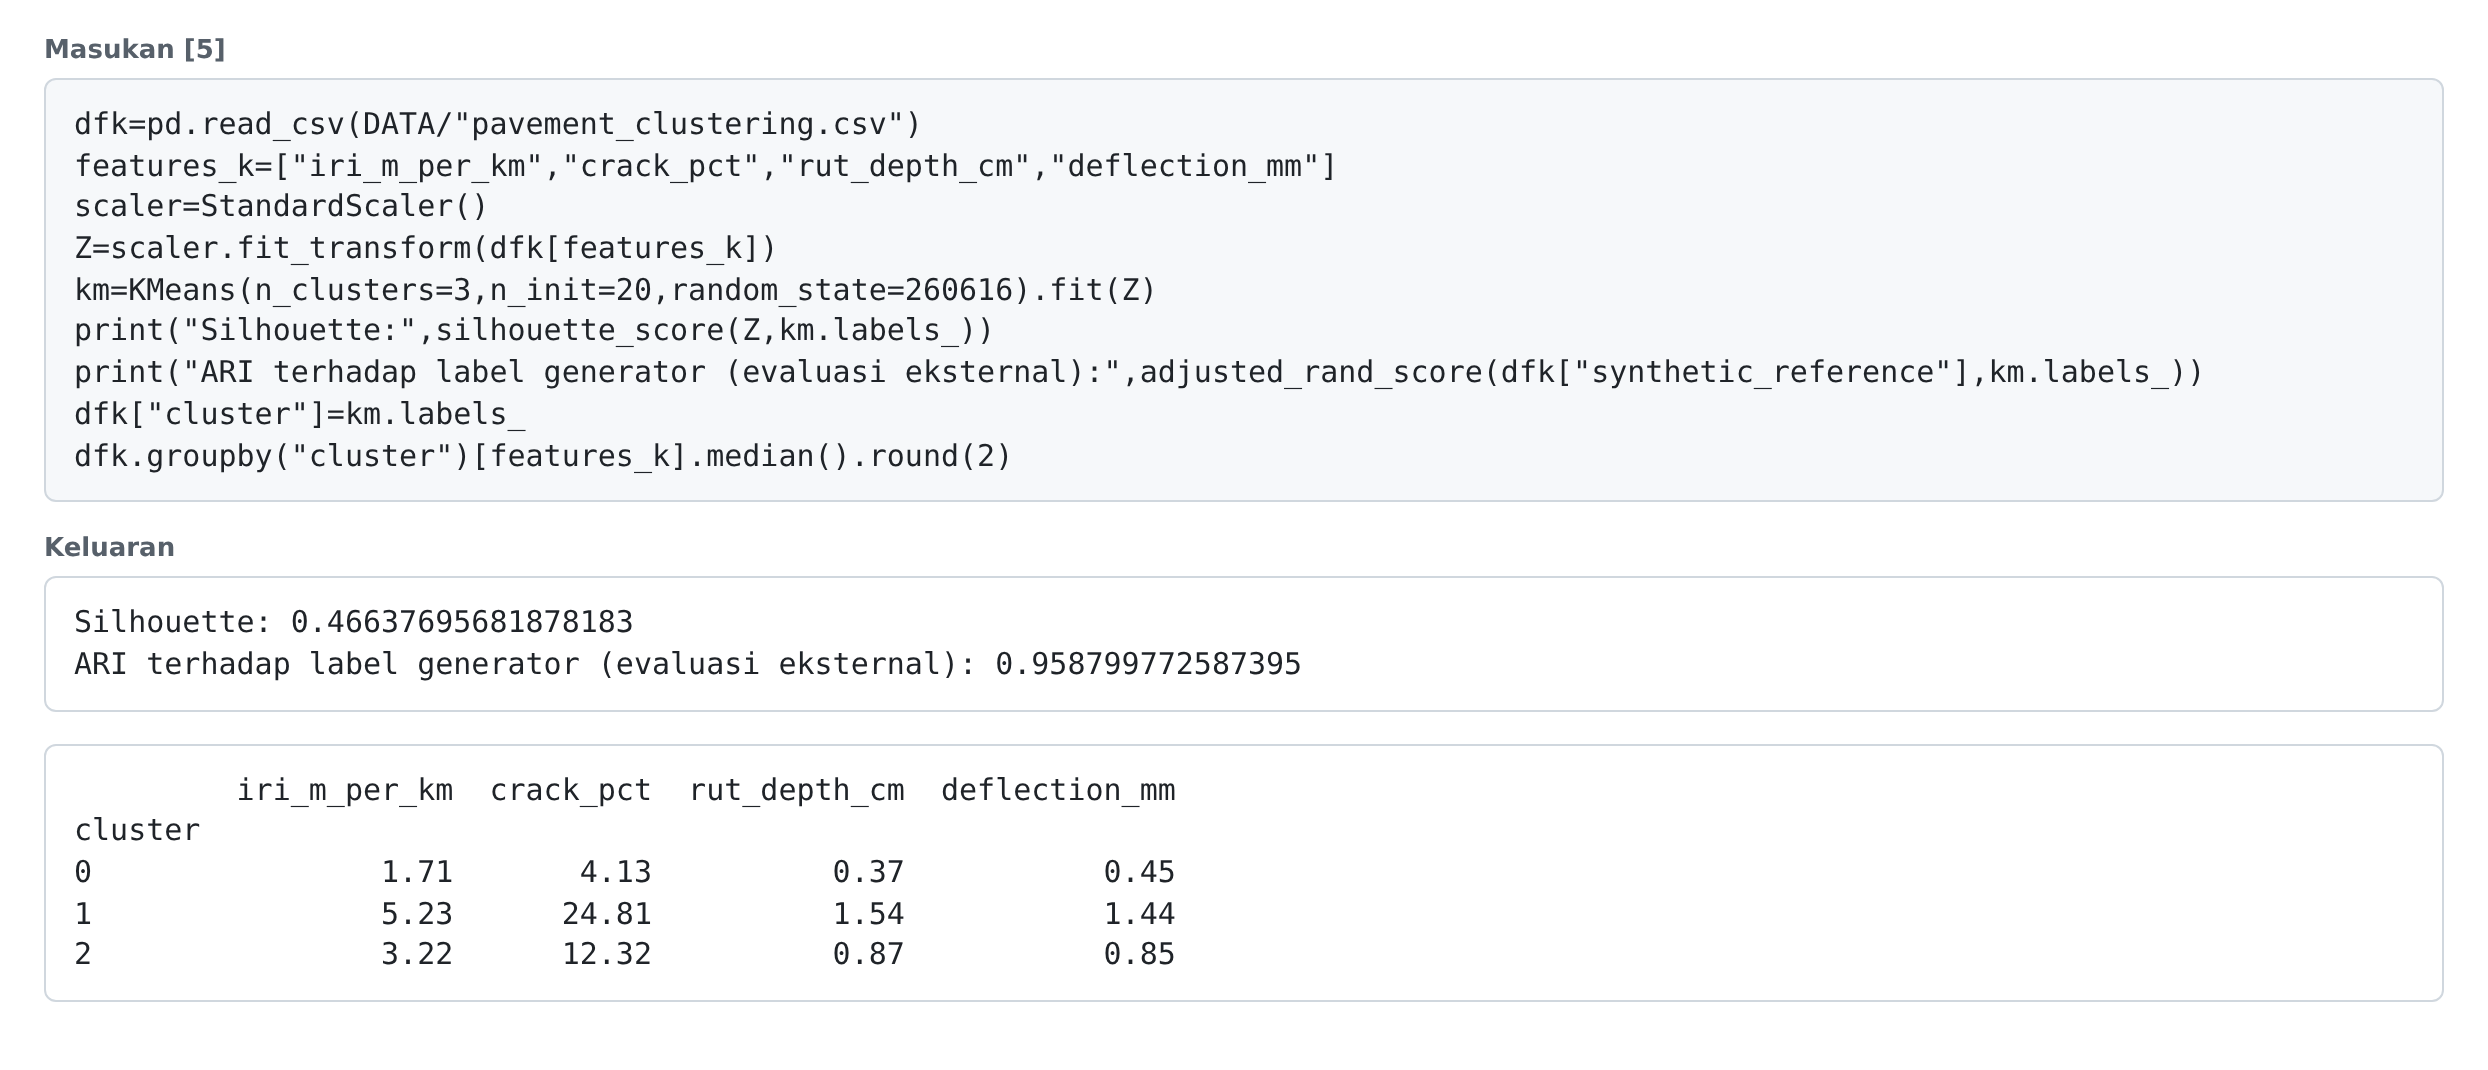 Masukan [5]
dfk=pd.read_csv(DATA/"pavement_clustering.csv")
features_k=["iri_m_per_km","crack_pct","rut_depth_cm","deflection_mm"]
scaler=StandardScaler()
Z=scaler.fit_transform(dfk[features_k])
km=KMeans(n_clusters=3,n_init=20,random_state=260616).fit(Z)
print("Silhouette:",silhouette_score(Z,km.labels_))
print("ARI terhadap label generator (evaluasi eksternal):",adjusted_rand_score(dfk["synthetic_reference"],km.labels_))
dfk["cluster"]=km.labels_
dfk.groupby("cluster")[features_k].median().round(2)
Keluaran
Silhouette: 0.46637695681878183
ARI terhadap label generator (evaluasi eksternal): 0.958799772587395
iri_m_per_km  crack_pct  rut_depth_cm  deflection_mm
cluster
0                1.71       4.13          0.37           0.45
1                5.23      24.81          1.54           1.44
2                3.22      12.32          0.87           0.85